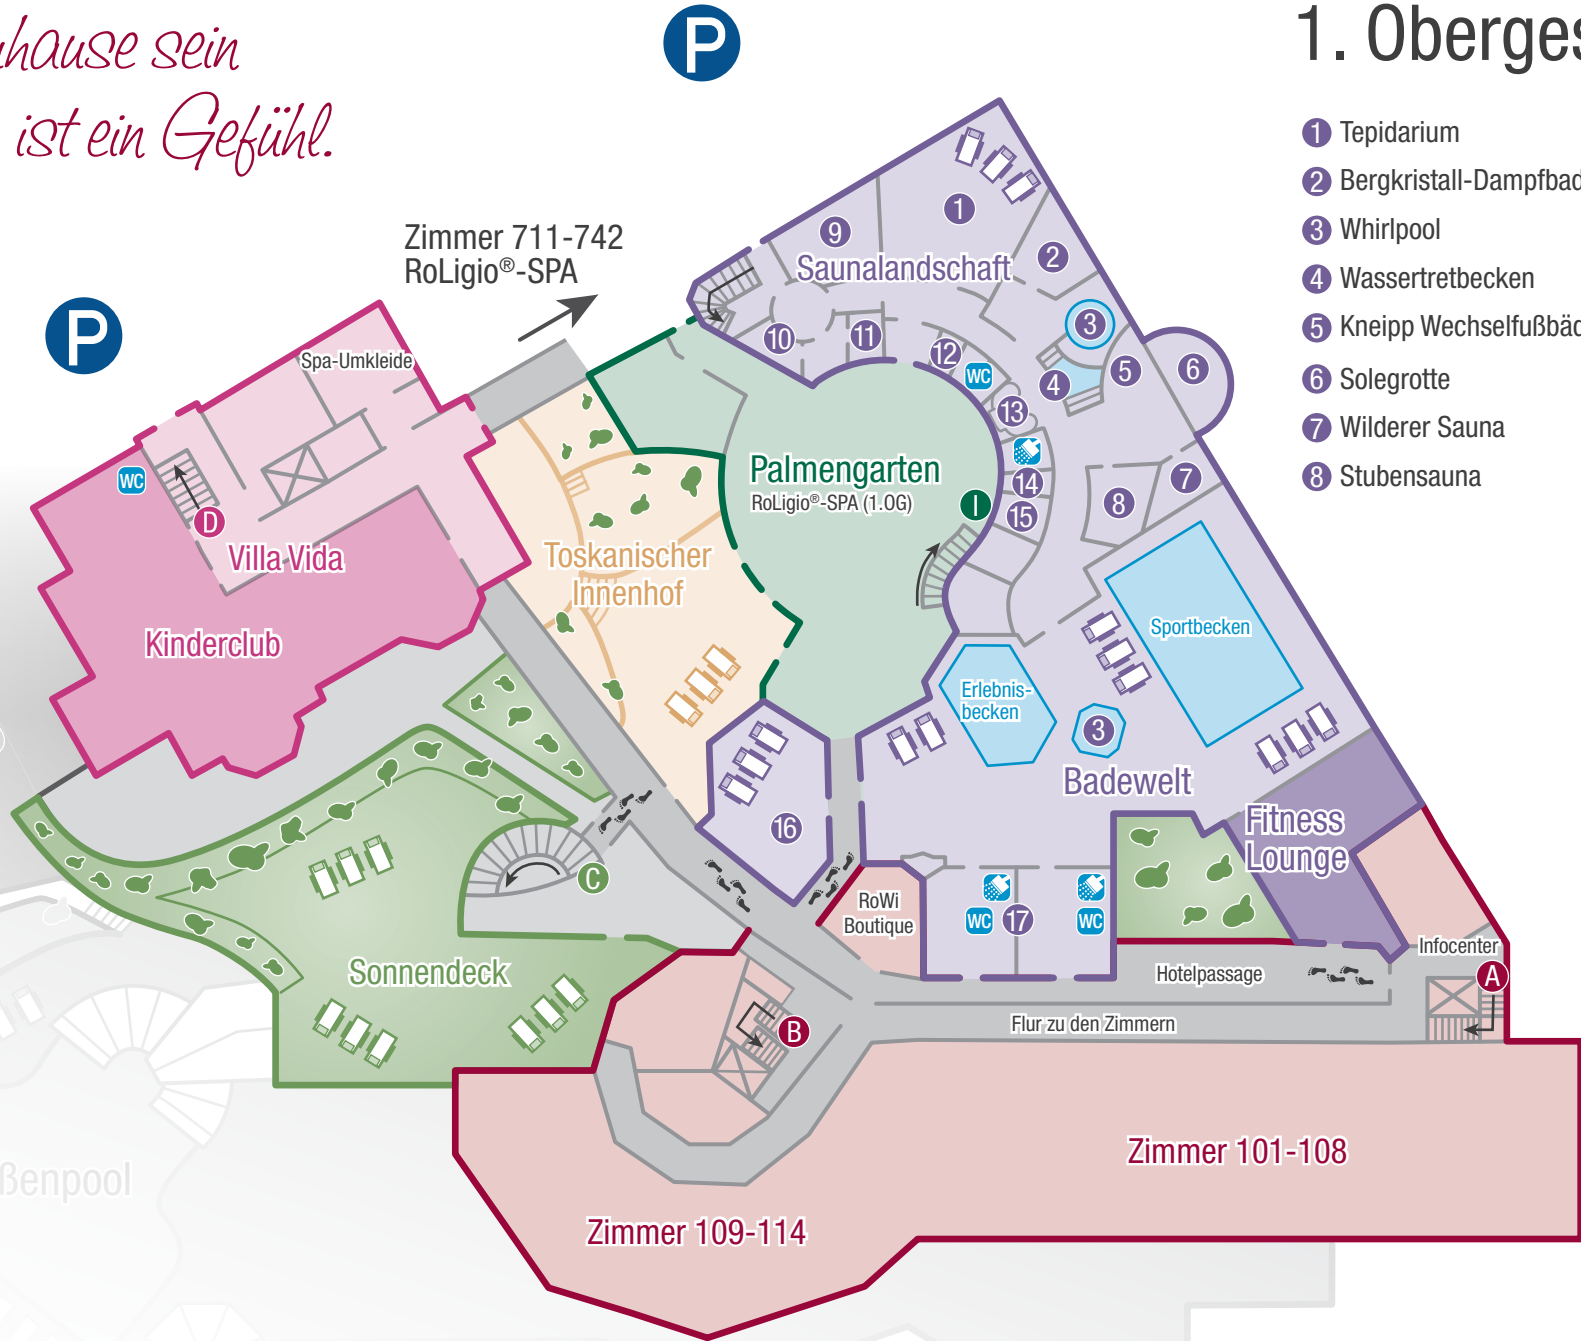 sein
ist ein Gefühl.
P
1.
1 Tepidarium
2 Bergkristall-Dampfbad
3 Whirlpool
4 Wassertretbecken
5 Kneipp
6 Solegrotte
7 Wilderer Sauna
8 Stubensauna
P
Zimmer 711-742
RoLigio®-SPA
Spa-Umkleide
WC
D
Villa Vida
Kinderclub
9
1
2
Saunalandschaft
3
10
11
12
WC
4
5
6
13
14
15
7
8
Palmengarten
RoLigio®-SPA (1.OG)
I
Toskanischer
Innenhof
Sportbecken
Erlebnis-
becken
3
Badewelt
Fitness
Lounge
16
C
RoWi
Boutique
WC
17
WC
Sonnendeck
Infocenter
A
Hotelpassage
Flur zu den Zimmern
B
Zimmer 101-108
Zimmer 109-114